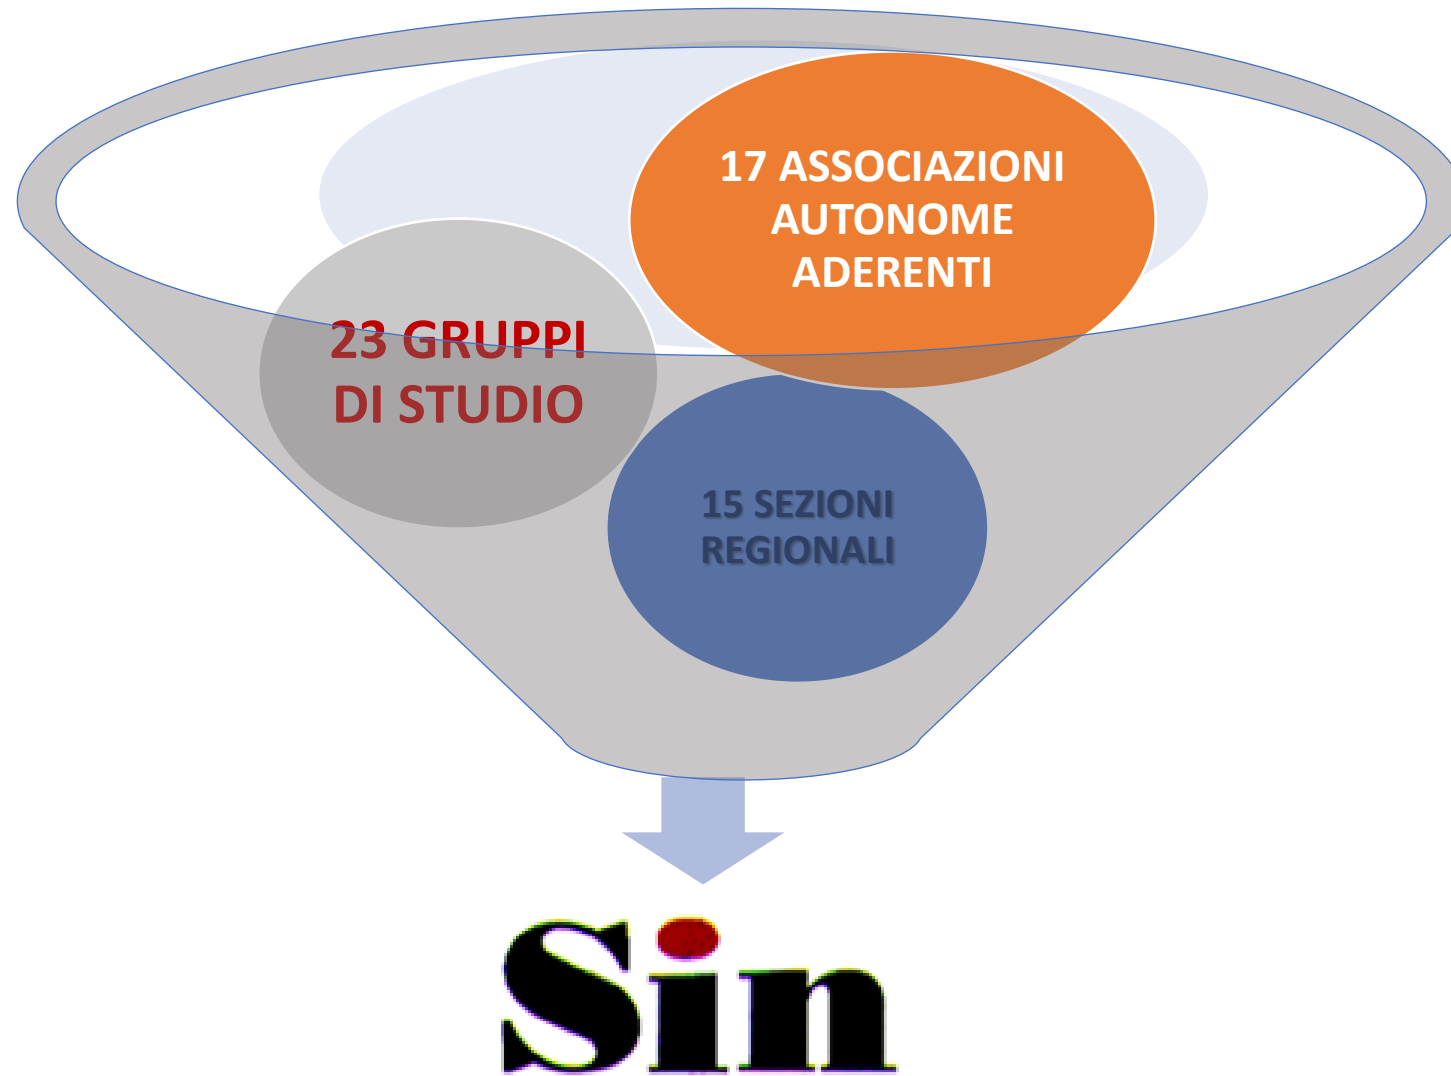 17 ASSOCIAZIONI
AUTONOME
ADERENTI
23 GRUPPI
DI STUDIO
15 SEZIONI
REGIONALI
Sin